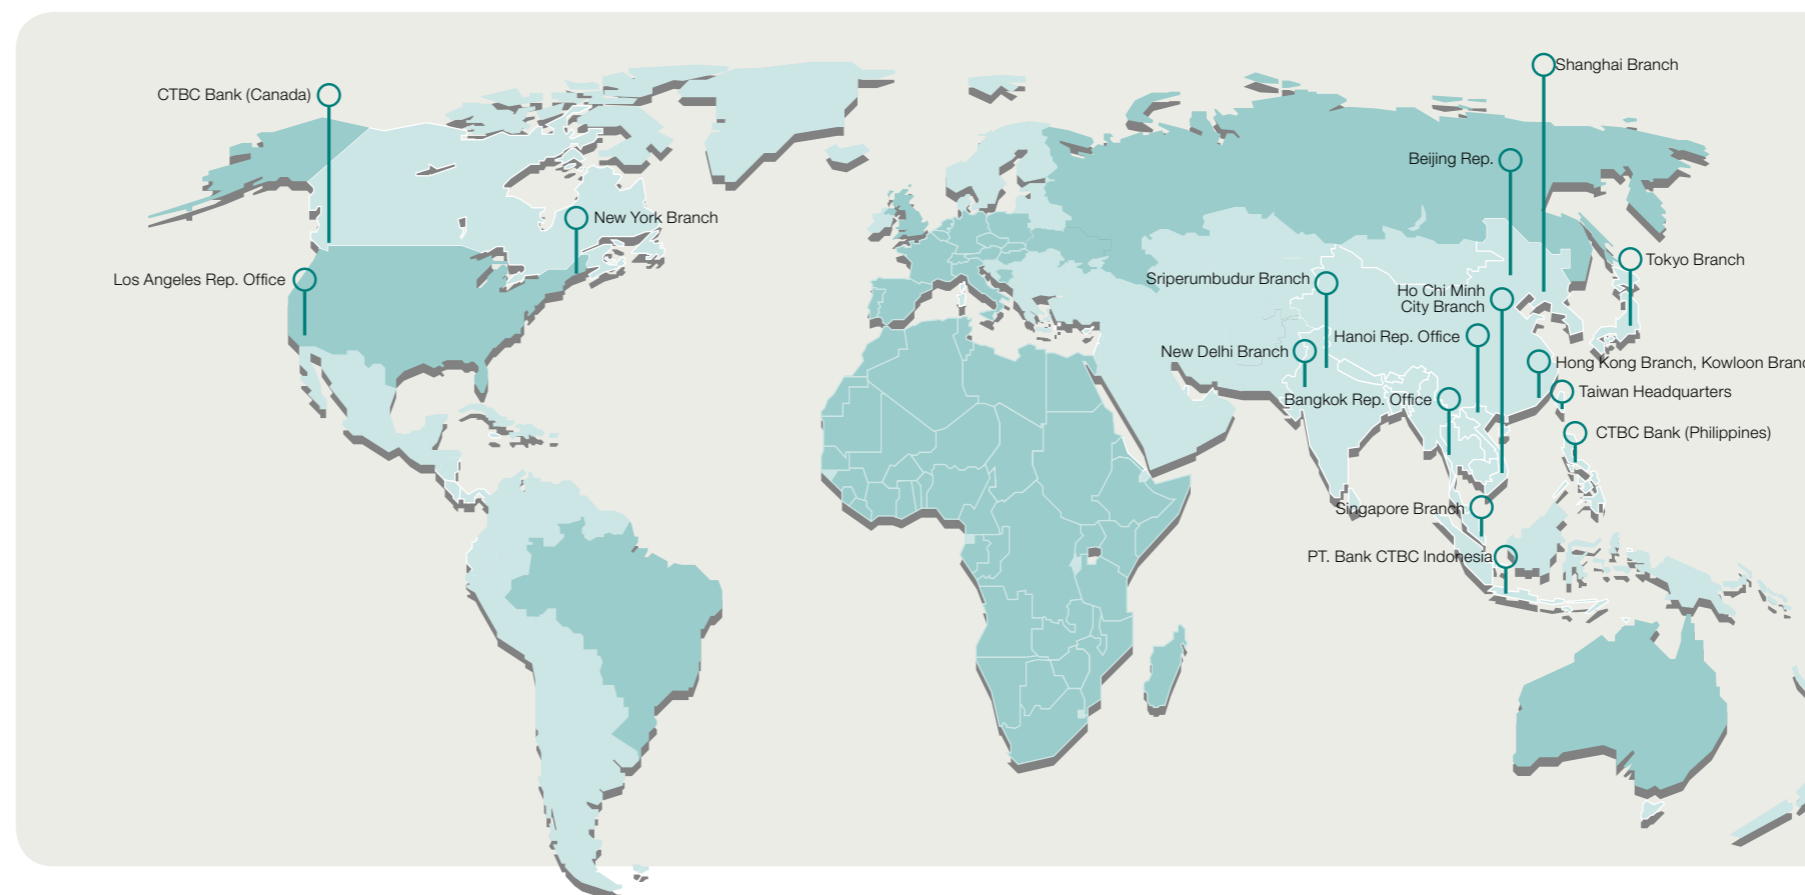 Shanghai Branch
CTBC Bank (Canada)
Beijing Rep.
New York Branch
Tokyo Branch
Los Angeles Rep. Office
Sriperumbudur Branch
Ho Chi Minh
City Branch
Hanoi Rep. Office
New Delhi Branch
Hong Kong Branch, Kowloon Branc
Taiwan Headquarters
Bangkok Rep. Office
CTBC Bank (Philippines)
Singapore Branch
PT. Bank CTBC Indonesia